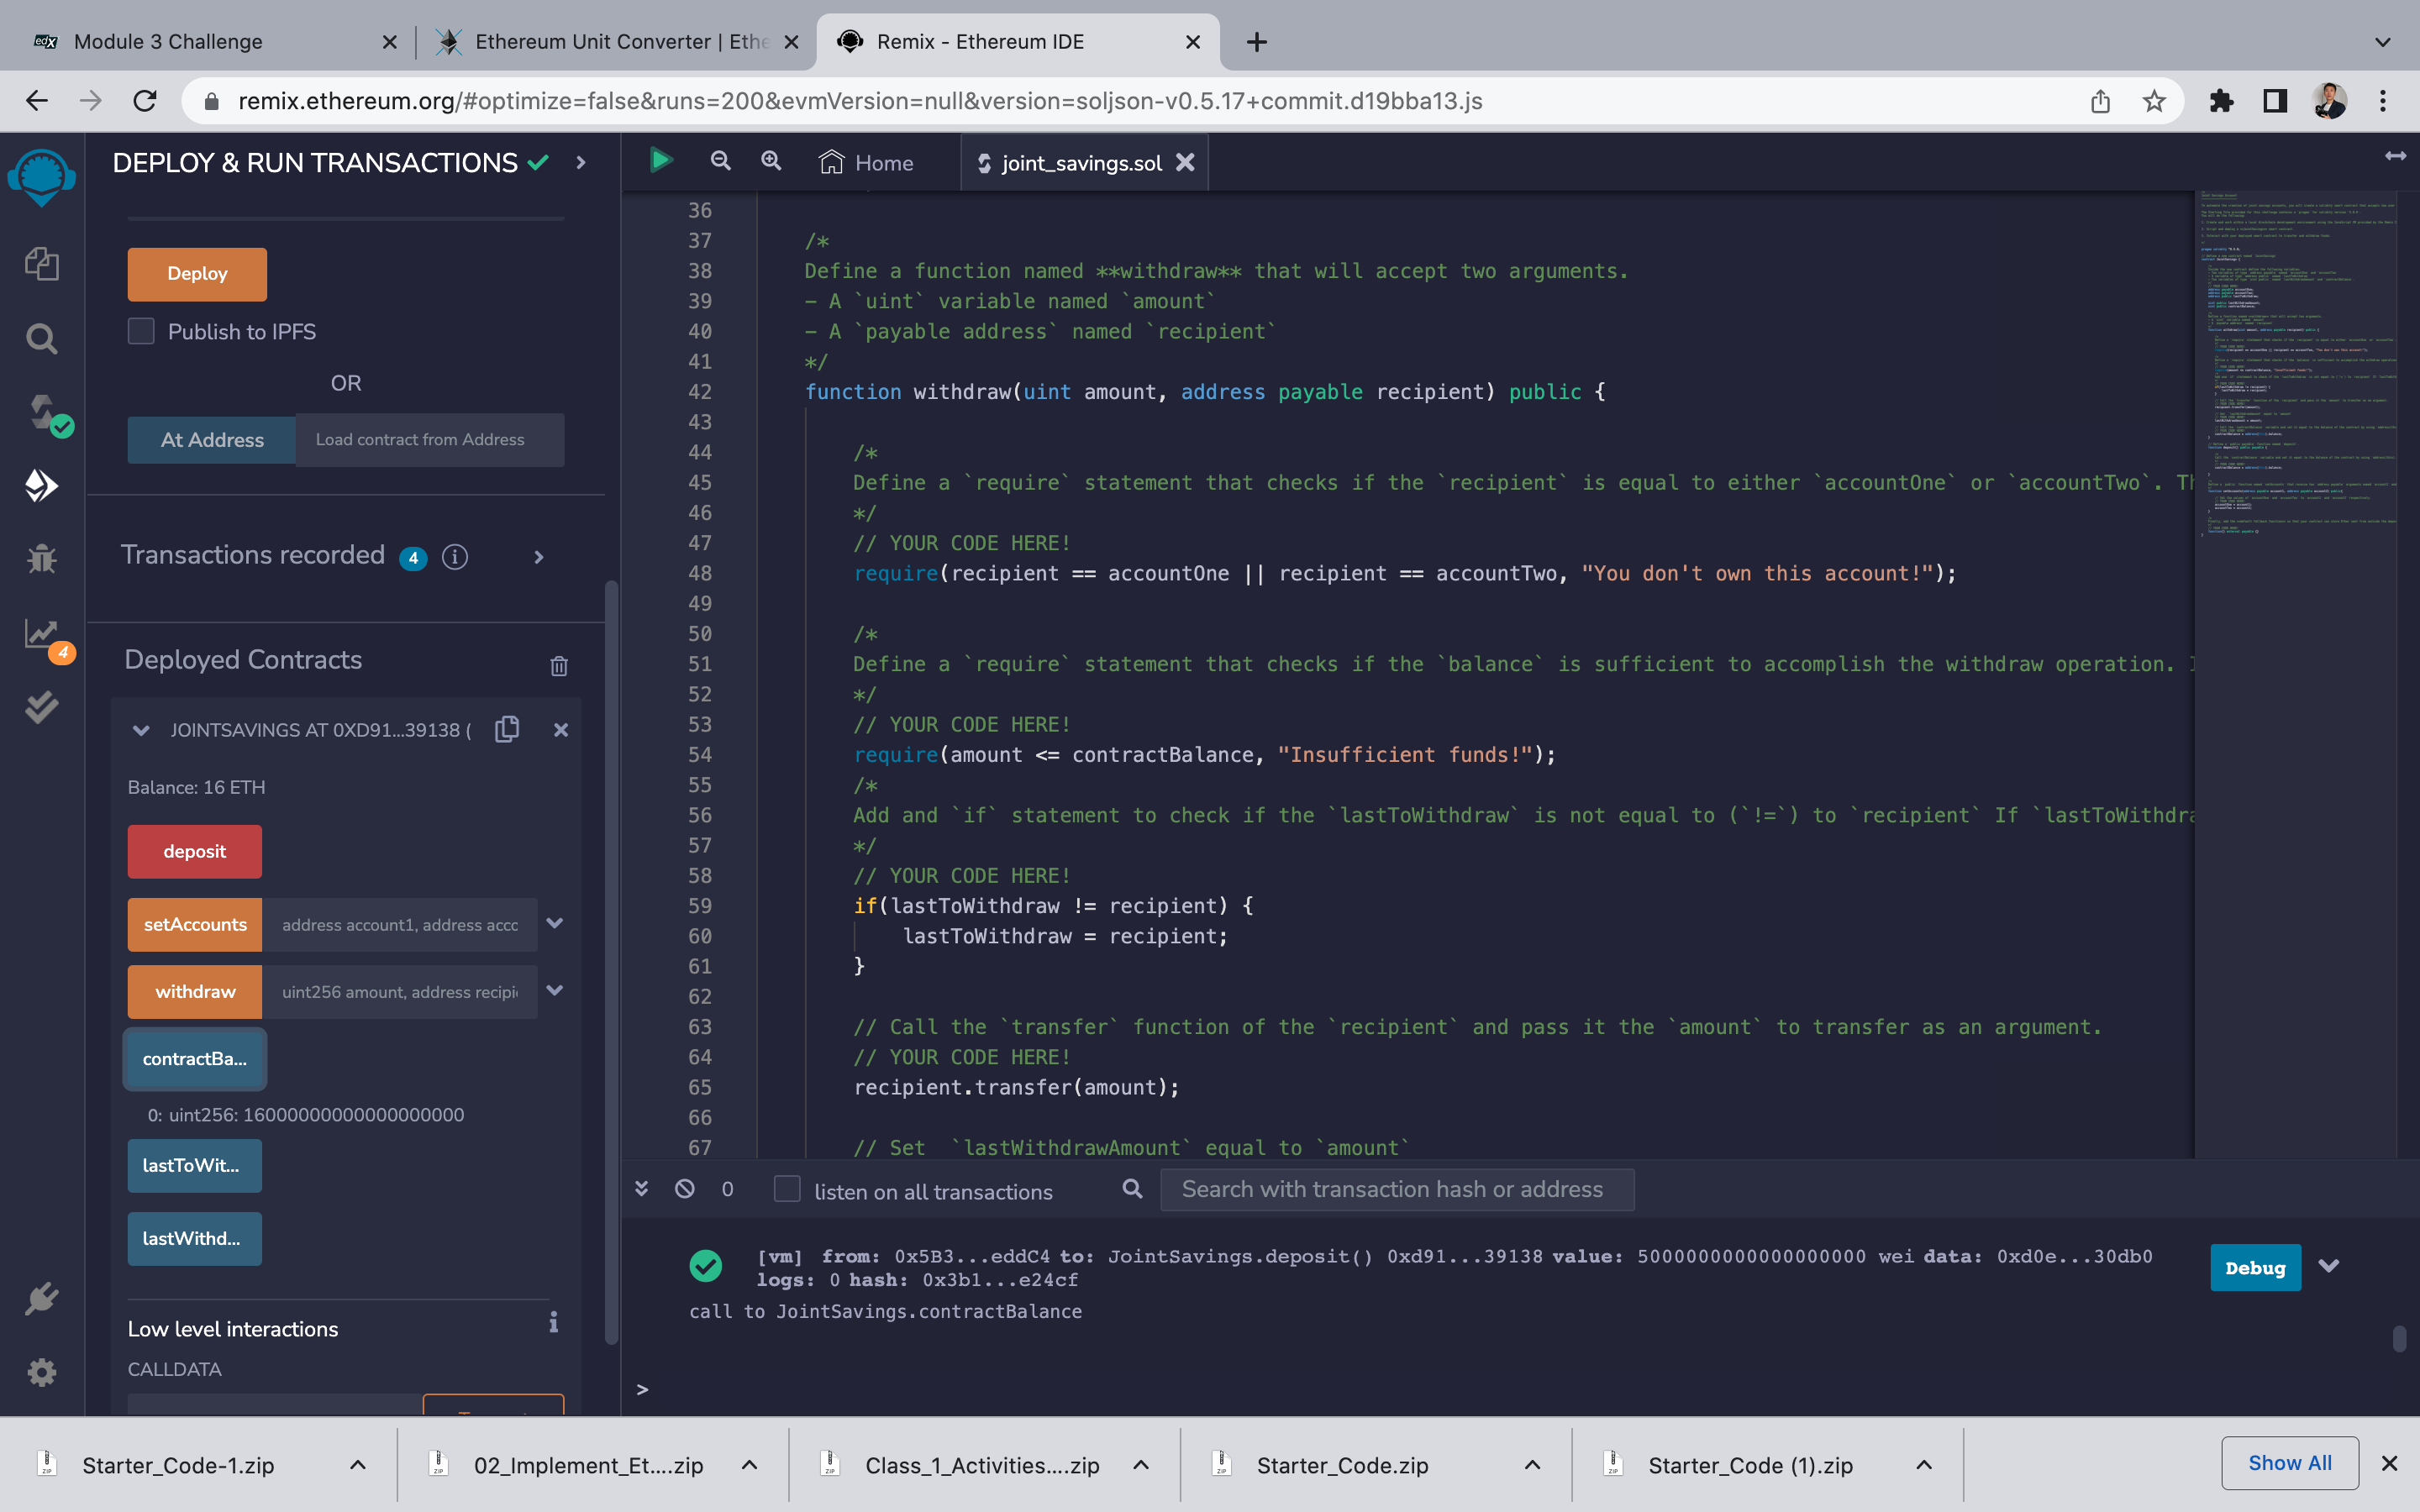 edX Module 3 Challenge
Ethereum Unit Converter | Ethe
Remix - Ethereum IDE
remix.ethereum.org/#optimize=false&runs=200&evmVersion=null&version=soljson-v0.5.17+commit.d19bba13.js
DEPLOY & RUN TRANSACTIONS
Deploy
Publish to IPFS
OR
At Address
Load contract from Address
Transactions recorded 4
4
Deployed Contracts
JOINTSAVINGS AT 0XD91...39138 (
Balance: 16 ETH
deposit
setAccounts
address account1, address acco
withdraw
uint256 amount, address recipi
contractBa...
0: uint256: 16000000000000000000
lastToWit...
lastWithd...
Low level interactions
CALLDATA
Home
joint_savings.sol
36
37 /*
38 Define a function named **withdraw** that will accept two arguments.
39 - A `uint` variable named `amount`
40 - A `payable address` named `recipient`
41 */
42 function withdraw(uint amount, address payable recipient) public {
43
44 /*
45 Define a `require` statement that checks if the `recipient` is equal to either `accountOne` or `accountTwo`. Th
46 */
47 // YOUR CODE HERE!
48 require(recipient == accountOne || recipient == accountTwo, "You don't own this account!");
49
50 /*
51 Define a `require` statement that checks if the `balance` is sufficient to accomplish the withdraw operation. I
52 */
53 // YOUR CODE HERE!
54 require(amount <= contractBalance, "Insufficient funds!");
55 /*
56 Add and `if` statement to check if the `lastToWithdraw` is not equal to (`!=`) to `recipient` If `lastToWithdra
57 */
58 // YOUR CODE HERE!
59 if(lastToWithdraw != recipient) {
60 lastToWithdraw = recipient;
61 }
62
63 // Call the `transfer` function of the `recipient` and pass it the `amount` to transfer as an argument.
64 // YOUR CODE HERE!
65 recipient.transfer(amount);
66
67 // Set  `lastWithdrawAmount` equal to `amount`
0
listen on all transactions
Search with transaction hash or address
[vm] from: 0x5B3...eddC4 to: JointSavings.deposit() 0xd91...39138 value: 5000000000000000000 wei data: 0xd0e...30db0
logs: 0 hash: 0x3b1...e24cf
Debug
call to JointSavings.contractBalance
>
Starter_Code-1.zip
02_Implement_Et....zip
Class_1_Activities....zip
Starter_Code.zip
Starter_Code (1).zip
Show All